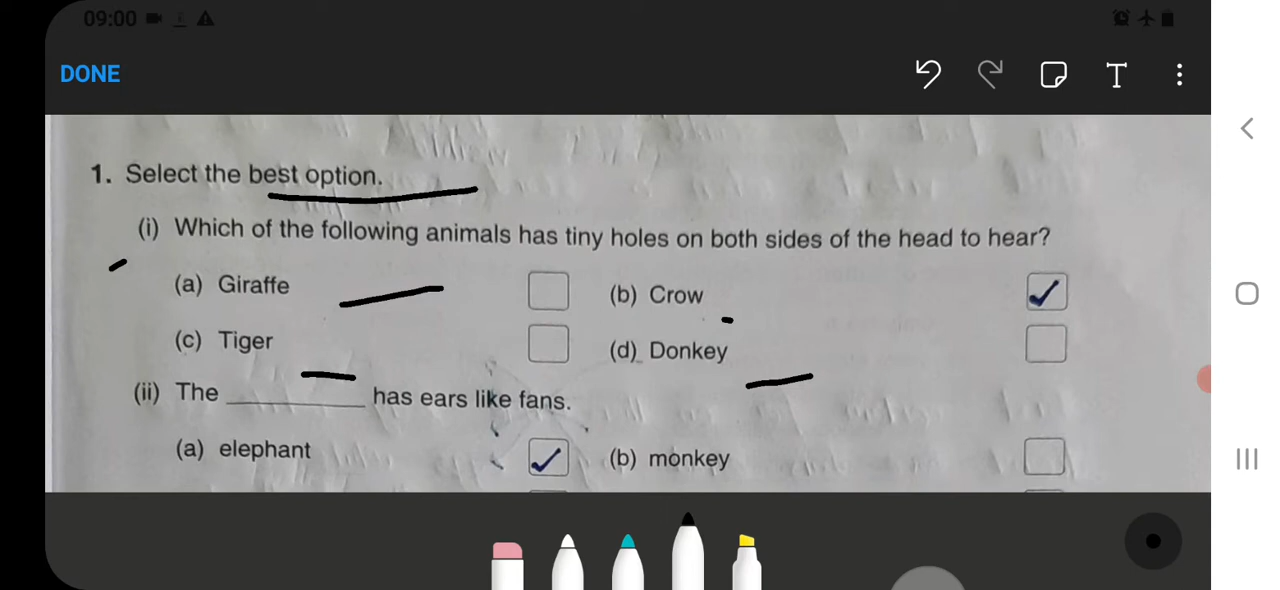 09:00
DONE
T
1. Select the best option.
(i) Which of the following animals has tiny holes on both sides of the head to hear?
(a) Giraffe (b) Crow
(c) Tiger (d) Donkey
(ii) The __________ has ears like fans.
(a) elephant (b) monkey